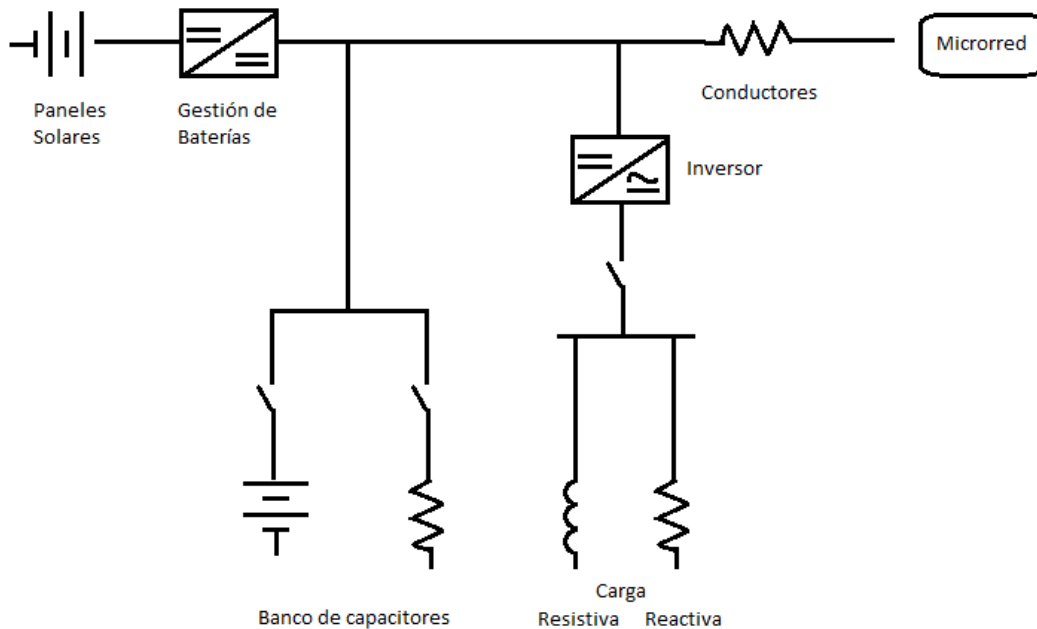 Microrred
Conductores
Paneles
Solares
Gestión de
Baterías
Inversor
Carga
Resistiva Reactiva
Banco de capacitores